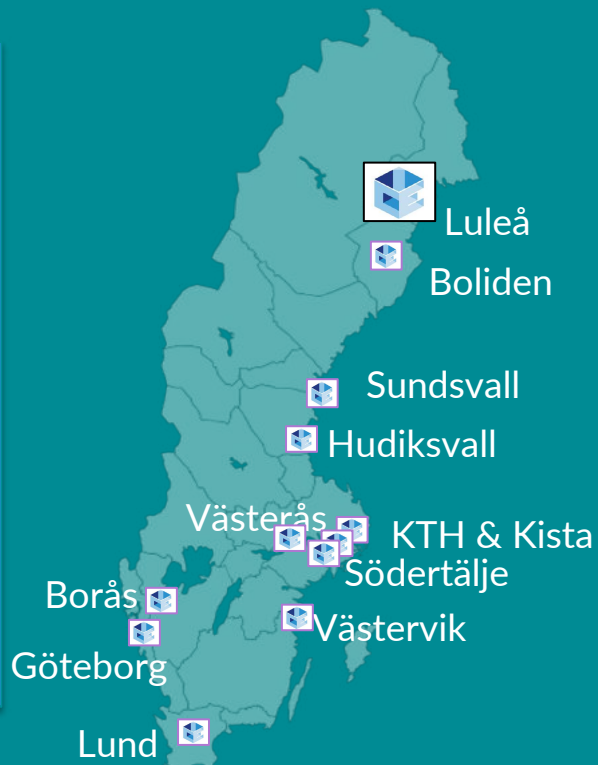 Luleå
Boliden
Sundsvall
Hudiksvall
Västerås
KTH & Kista
Södertälje
Borås
Västervik
Göteborg
Lund